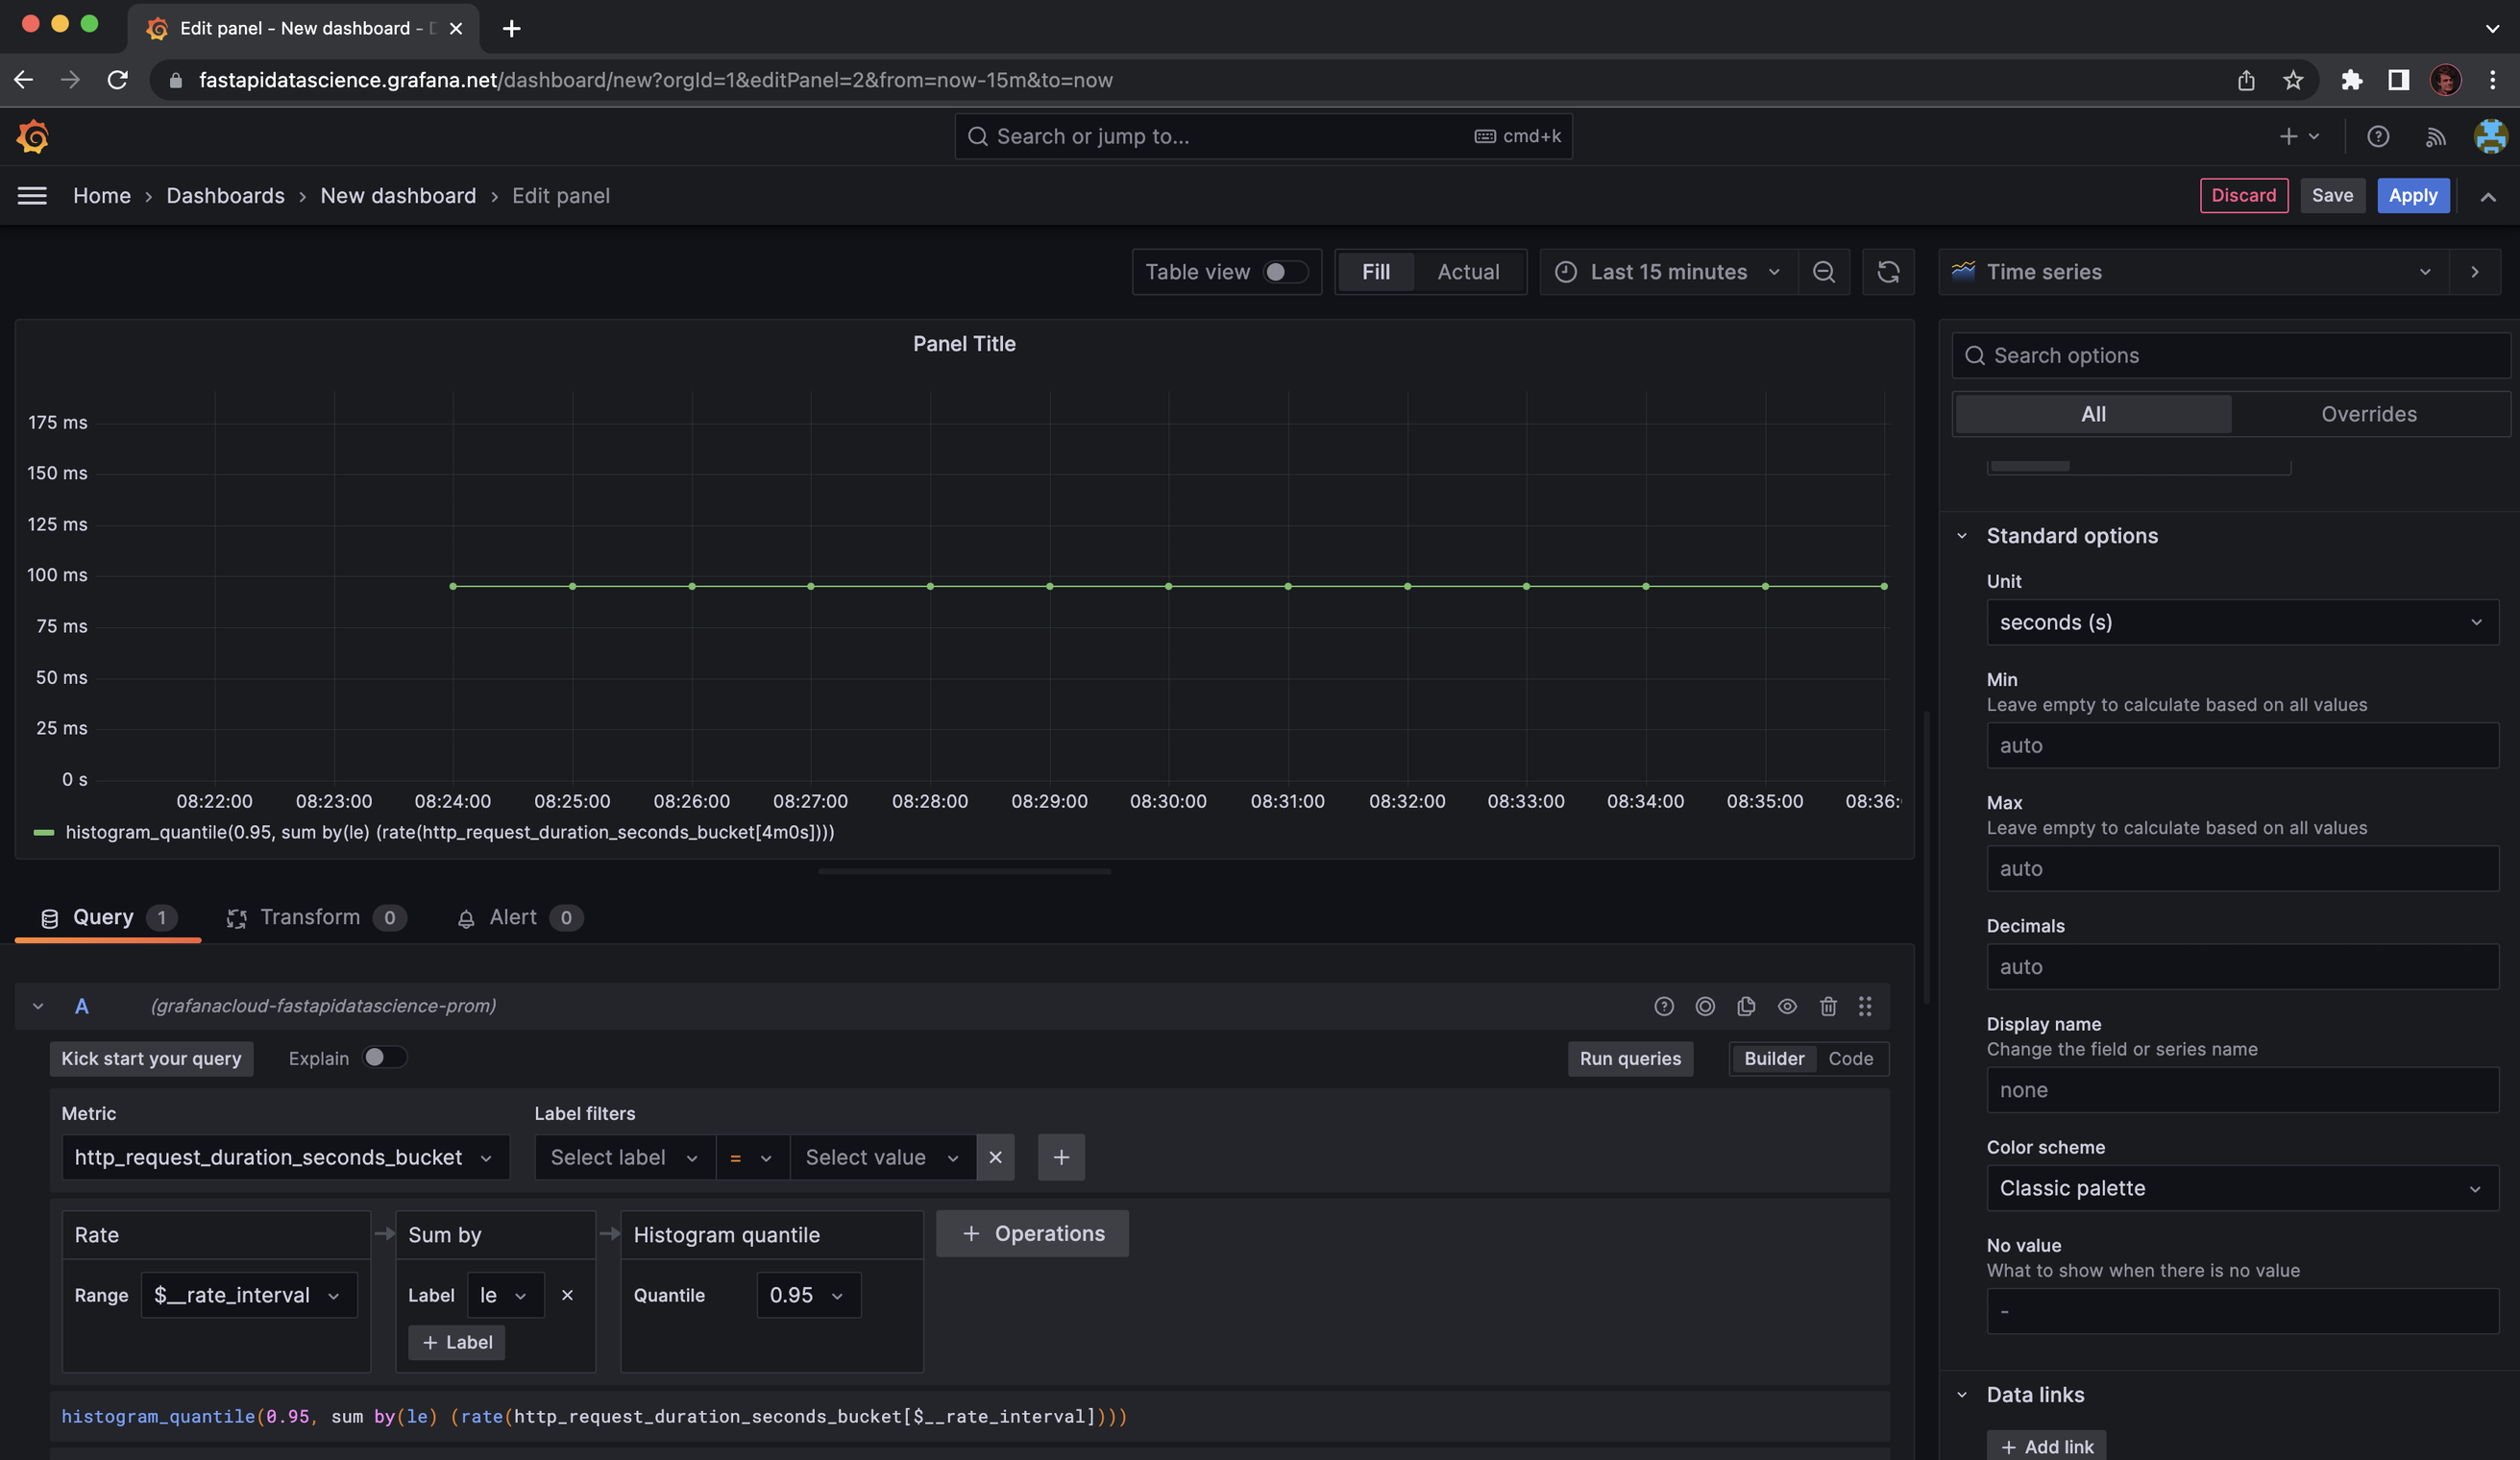 Edit panel - New dashboard -
fastapidatascience.grafana.net/dashboard/new?orgId=1&editPanel=2&from=now-15m&to=now
Search or jump to... cmd+k
Home › Dashboards › New dashboard › Edit panel Discard Save Apply
Table view Fill Actual Last 15 minutes Time series
Panel Title
175 ms
150 ms
125 ms
100 ms
75 ms
50 ms
25 ms
0 s
08:22:00 08:23:00 08:24:00 08:25:00 08:26:00 08:27:00 08:28:00 08:29:00 08:30:00 08:31:00 08:32:00 08:33:00 08:34:00 08:35:00 08:36:
histogram_quantile(0.95, sum by(le) (rate(http_request_duration_seconds_bucket[4m0s])))
Query 1 Transform 0 Alert 0
A (grafanacloud-fastapidatascience-prom)
Kick start your query Explain Run queries Builder Code
Metric Label filters
http_request_duration_seconds_bucket Select label = Select value × +
Rate Sum by Histogram quantile + Operations
Range $__rate_interval Label le × Quantile 0.95
+ Label
histogram_quantile(0.95, sum by(le) (rate(http_request_duration_seconds_bucket[$__rate_interval])))
Search options
All Overrides
Standard options
Unit
seconds (s)
Min
Leave empty to calculate based on all values
auto
Max
Leave empty to calculate based on all values
auto
Decimals
auto
Display name
Change the field or series name
none
Color scheme
Classic palette
No value
What to show when there is no value
-
Data links
+ Add link